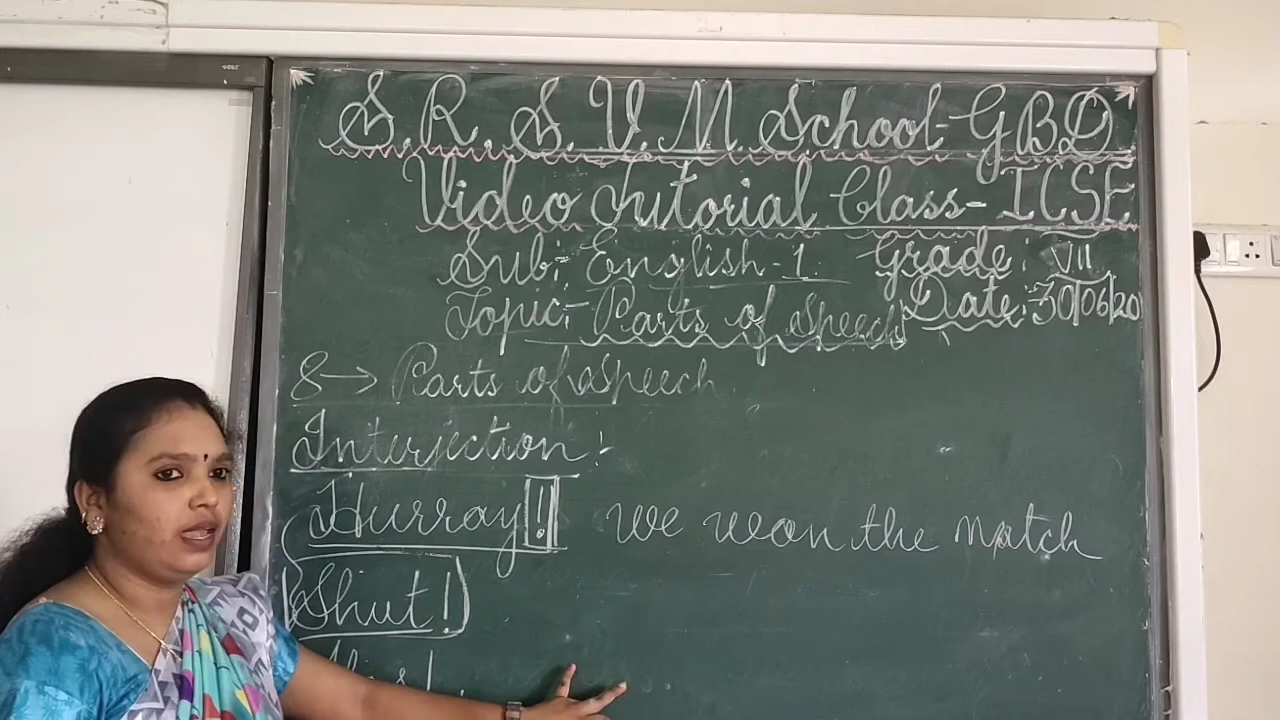 S.R.S.V.M. School-GBD
Video Tutorial Class-ICSE
Sub: English-1 Grade: VII
Topic:- Parts of Speech Date: 30/06/20
8→ Parts of Speech
Interjection:-
Hurray! We won the match
Shut!